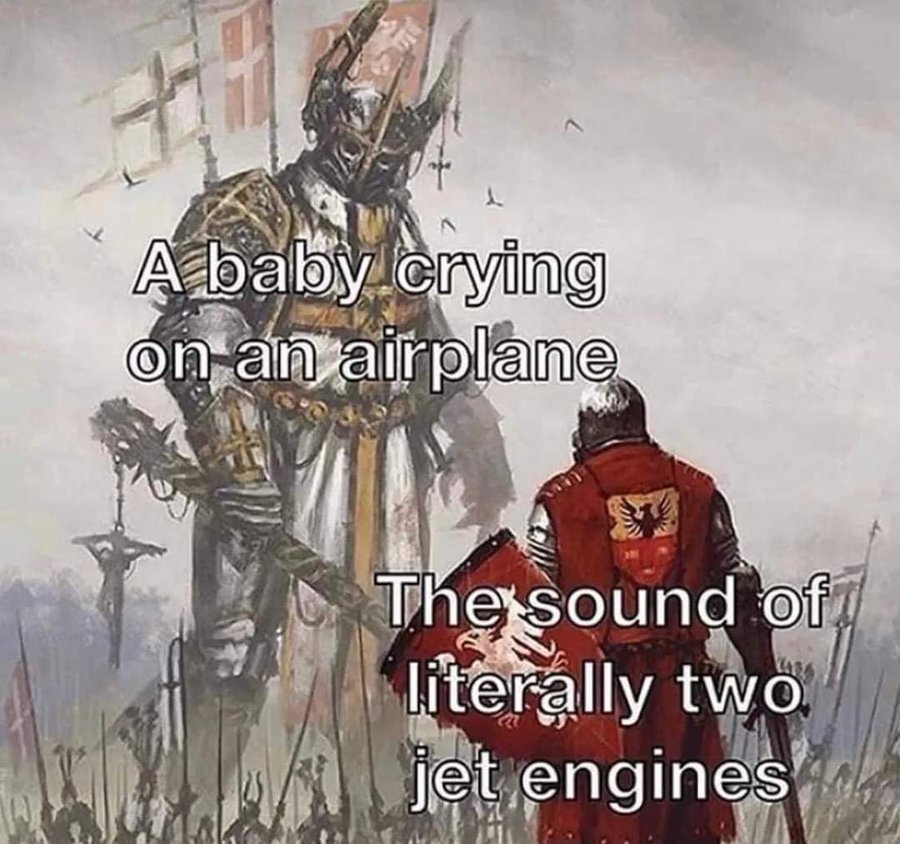 A baby crying
on an airplane
The sound of
literally two
jet engines